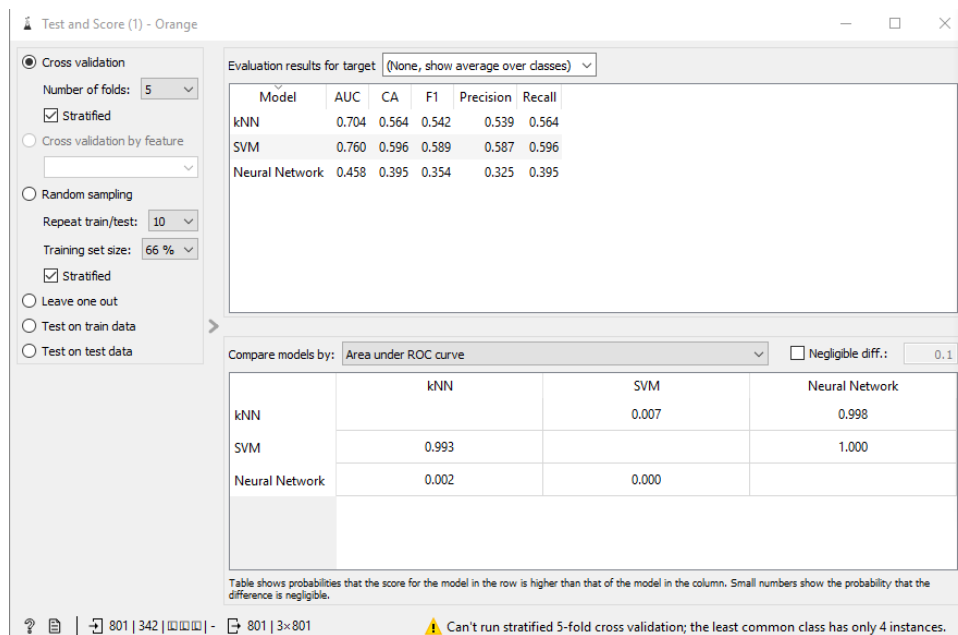 Test and Score (1) - Orange
Cross validation
Number of folds: 5
Stratified
Cross validation by feature
Random sampling
Repeat train/test: 10
Training set size: 66 %
Stratified
Leave one out
Test on train data
Test on test data
Evaluation results for target (None, show average over classes)
Model AUC CA F1 Precision Recall
kNN 0.704 0.564 0.542 0.539 0.564
SVM 0.760 0.596 0.589 0.587 0.596
Neural Network 0.458 0.395 0.354 0.325 0.395
Compare models by: Area under ROC curve Negligible diff.: 0.1
kNN SVM Neural Network
kNN 0.007 0.998
SVM 0.993 1.000
Neural Network 0.002 0.000
Table shows probabilities that the score for the model in the row is higher than that of the model in the column. Small numbers show the probability that the
difference is negligible.
? 801 | 342 | | - 801 | 3×801 Can't run stratified 5-fold cross validation; the least common class has only 4 instances.